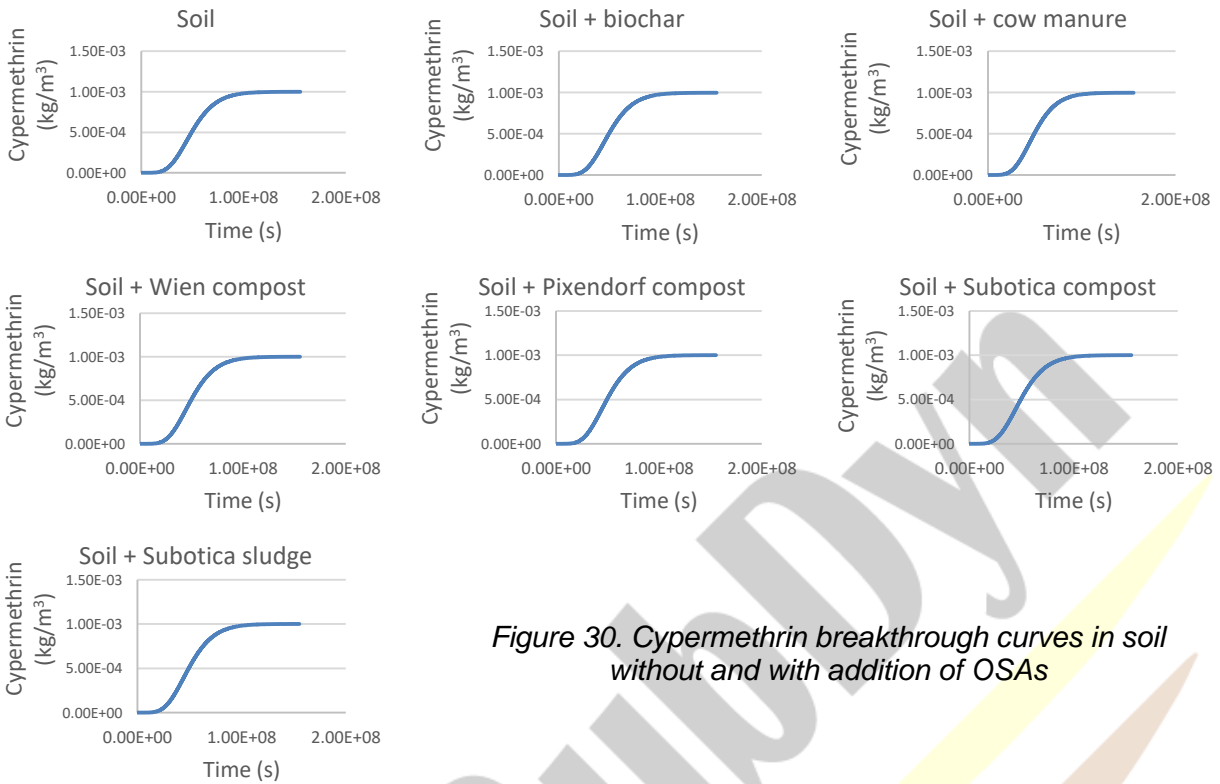 Soil
Cypermethrin
(kg/m³)
1.50E-03
1.00E-03
5.00E-04
0.00E+00
0.00E+00 1.00E+08 2.00E+08
Time (s)
Soil + biochar
Cypermethrin
(kg/m³)
1.50E-03
1.00E-03
5.00E-04
0.00E+00
0.00E+00 1.00E+08 2.00E+08
Time (s)
Soil + cow manure
Cypermethrin
(kg/m³)
1.50E-03
1.00E-03
5.00E-04
0.00E+00
0.00E+00 2.00E+08
Time (s)
Soil + Wien compost
Cypermethrin
(kg/m³)
1.50E-03
1.00E-03
5.00E-04
0.00E+00
0.00E+00 1.00E+08 2.00E+08
Time (s)
Soil + Pixendorf compost
Cypermethrin
(kg/m³)
1.50E-03
1.00E-03
5.00E-04
0.00E+00
0.00E+00 1.00E+08 2.00E+08
Time (s)
Soil + Subotica compost
Cypermethrin
(kg/m³)
1.50E-03
1.00E-03
5.00E-04
0.00E+00
0.00E+00 1.00E+08 2.00E+08
Time (s)
Soil + Subotica sludge
Cypermethrin
(kg/m³)
1.50E-03
1.00E-03
5.00E-04
0.00E+00
0.00E+00 1.00E+08 2.00E+08
Time (s)
Figure 30. Cypermethrin breakthrough curves in soil
without and with addition of OSAs